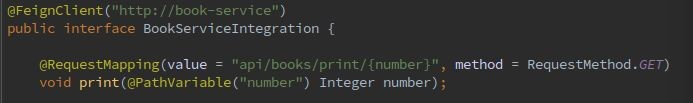 @FeignClient("http://book-service")
public interface BookServiceIntegration {
@RequestMapping(value = "api/books/print/{number}", method = RequestMethod.GET)
void print(@PathVariable("number") Integer number);